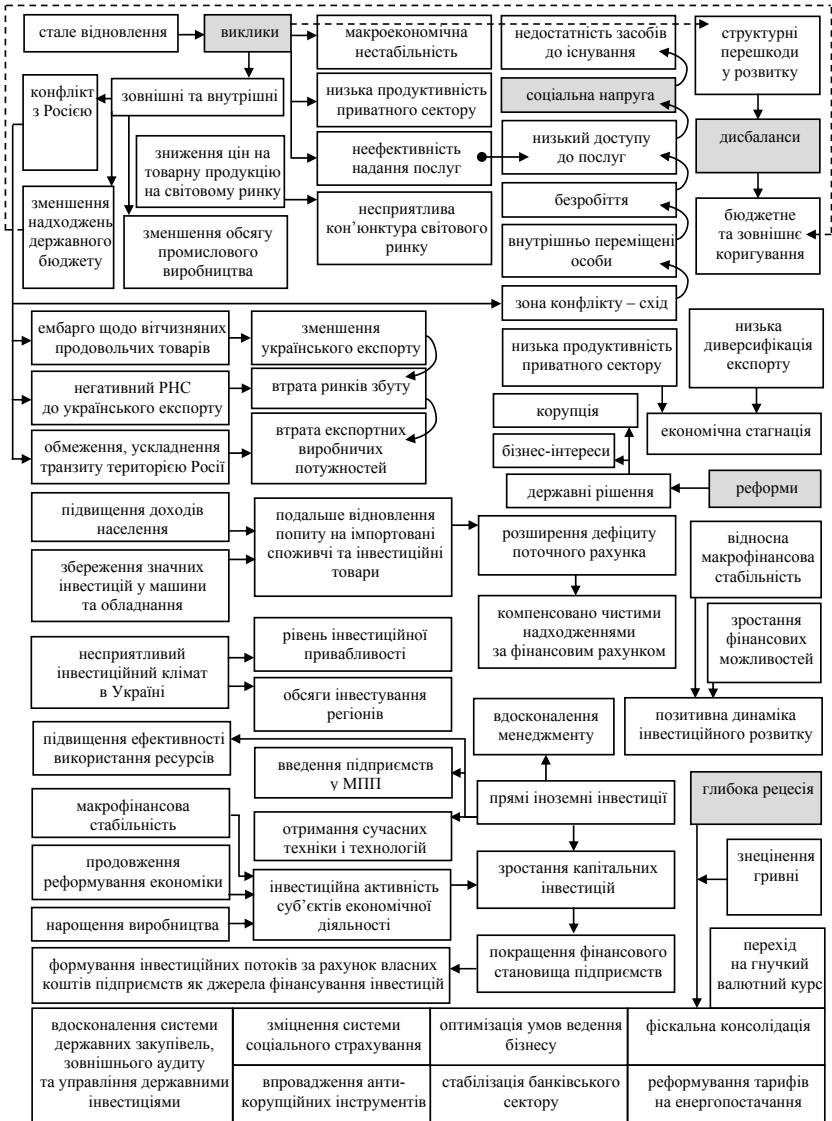 стале відновлення
виклики
макроекономічна
нестабільність
недостатність засобів
до існування
структурні
перешкоди
у розвитку
конфлікт
з Росією
зовнішні та внутрішні
низька продуктивність
приватного сектору
соціальна напруга
зниження цін на
товарну продукцію
на світовому ринку
неефективність
надання послуг
низький доступу
до послуг
дисбаланси
зменшення
надходжень
державного
бюджету
зменшення обсягу
промислового
виробництва
несприятлива
кон’юнктура світового
ринку
безробіття
внутрішньо переміщені
особи
бюджетне
та зовнішнє
коригування
зона конфлікту – схід
ембарго щодо вітчизняних
продовольчих товарів
зменшення
українського експорту
низька продуктивність
приватного сектору
низька
диверсифікація
експорту
негативний РНС
до українського експорту
втрата ринків збуту
корупція
економічна стагнація
обмеження, ускладнення
транзиту територією Росії
втрата експортних
виробничих
потужностей
бізнес-інтереси
державні рішення
реформи
підвищення доходів
населення
подальше відновлення
попиту на імпортовані
споживчі та інвестиційні
товари
розширення дефіциту
поточного рахунка
відносна
макрофінансова
стабільність
збереження значних
інвестицій у машини
та обладнання
компенсовано чистими
надходженнями
за фінансовим рахунком
зростання
фінансових
можливостей
несприятливий
інвестиційний клімат
в Україні
рівень інвестиційної
привабливості
обсяги інвестування
регіонів
вдосконалення
менеджменту
позитивна динаміка
інвестиційного розвитку
підвищення ефективності
використання ресурсів
введення підприємств
у МПП
прямі іноземні інвестиції
глибока рецесія
макрофінансова
стабільність
отримання сучасних
техніки і технологій
продовження
реформування економіки
інвестиційна активність
суб’єктів економічної
діяльності
зростання капітальних
інвестицій
знецінення
гривні
нарощення виробництва
формування інвестиційних потоків за рахунок власних
коштів підприємств як джерела фінансування інвестицій
покращення фінансового
становища підприємств
перехід
на гнучкий
валютний курс
вдосконалення системи
державних закупівель,
зовнішнього аудиту
та управління державними
інвестиціями
зміцнення системи
соціального страхування
оптимізація умов ведення
бізнесу
фіскальна консолідація
впровадження анти-
корупційних інструментів
стабілізація банківського
сектору
реформування тарифів
на енергопостачання